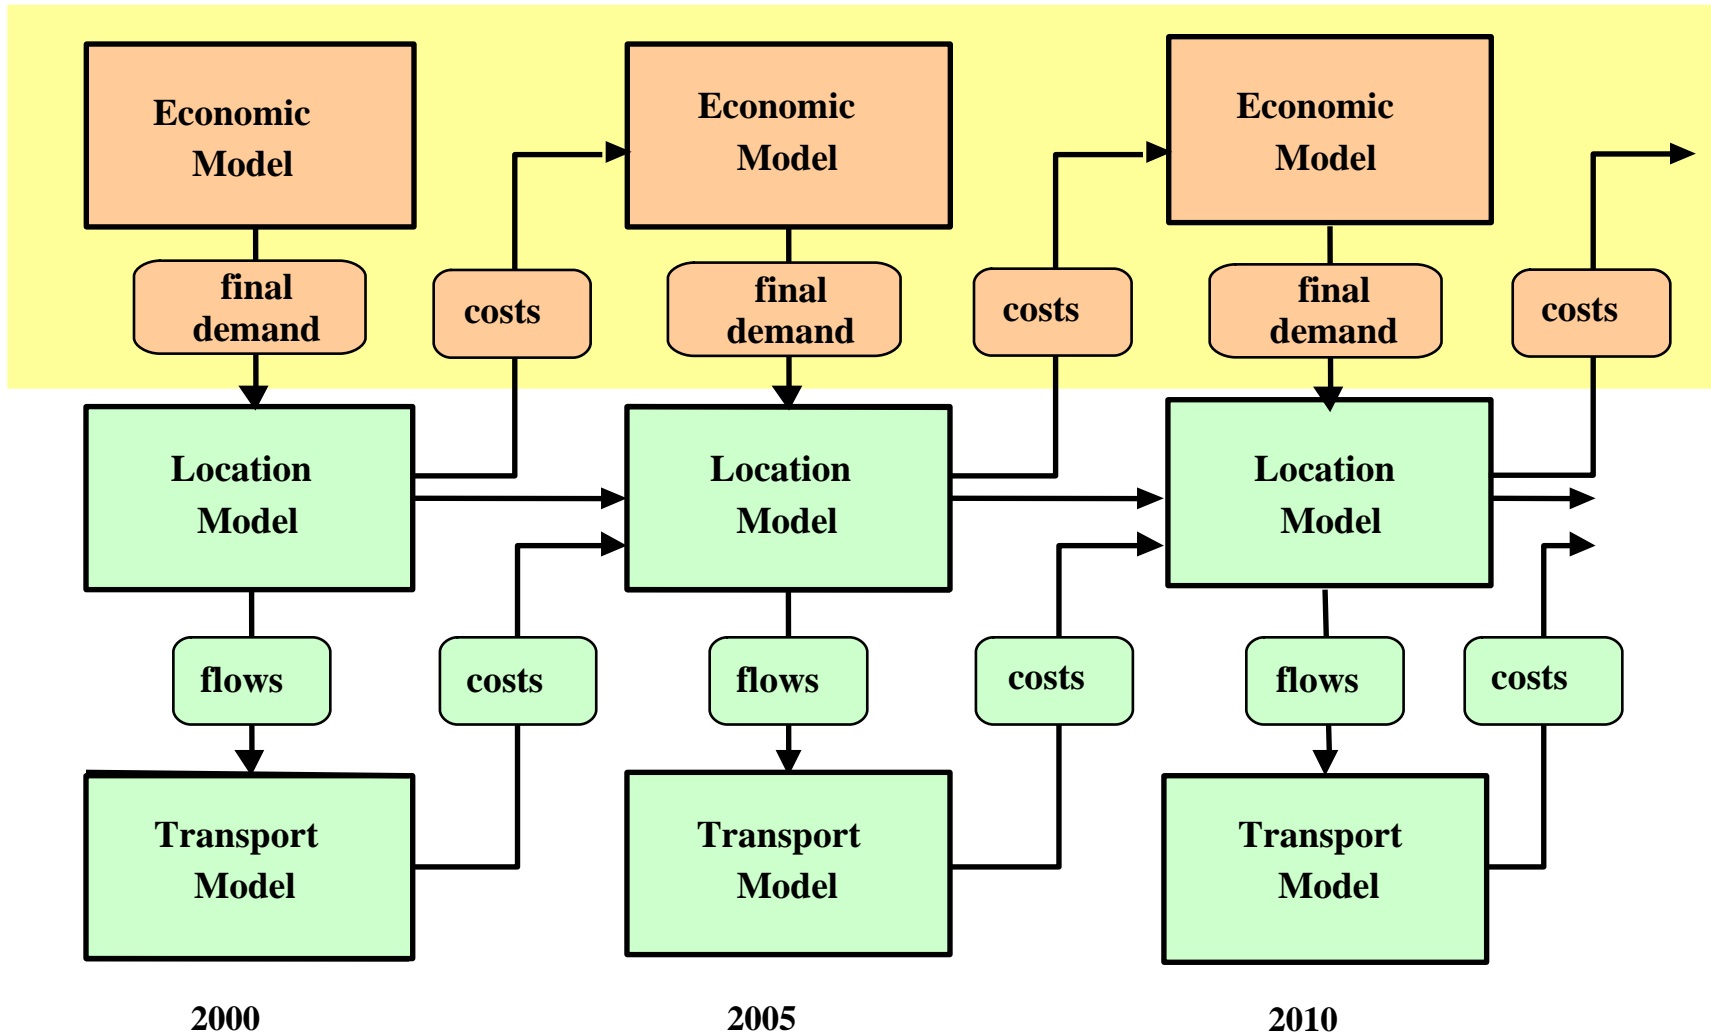 Economic
Model
Economic
Model
Economic
Model
final
demand
costs
final
demand
costs
final
demand
costs
Location
Model
Location
Model
Location
Model
flows
costs
flows
costs
flows
costs
Transport
Model
Transport
Model
Transport
Model
2000
2005
2010